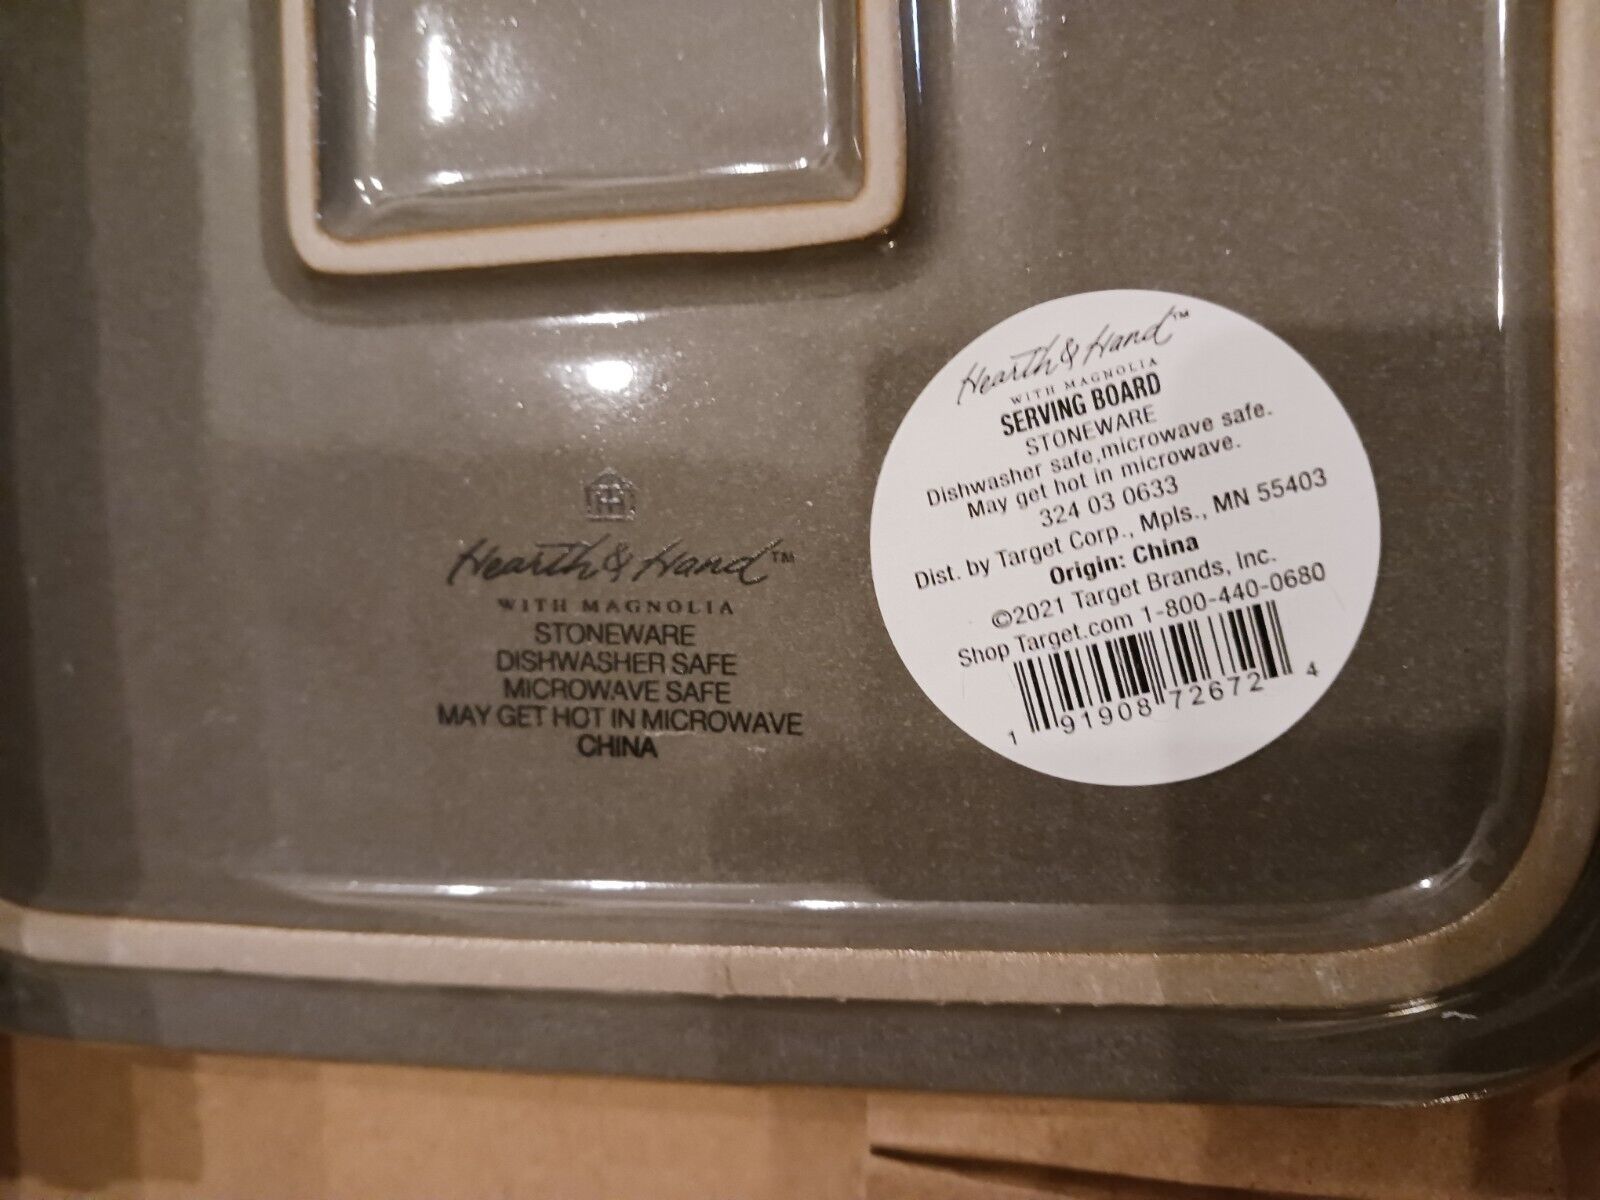 Hearth & Hand™
WITH MAGNOLIA
STONEWARE
DISHWASHER SAFE
MICROWAVE SAFE
MAY GET HOT IN MICROWAVE
CHINA
Hearth & Hand™
WITH MAGNOLIA
SERVING BOARD
STONEWARE
Dishwasher safe,microwave safe.
May get hot in microwave.
324 03 0633
Dist. by Target Corp., Mpls., MN 55403
Origin: China
©2021 Target Brands, Inc.
Shop Target.com 1-800-440-0680
1 91908 72672 4